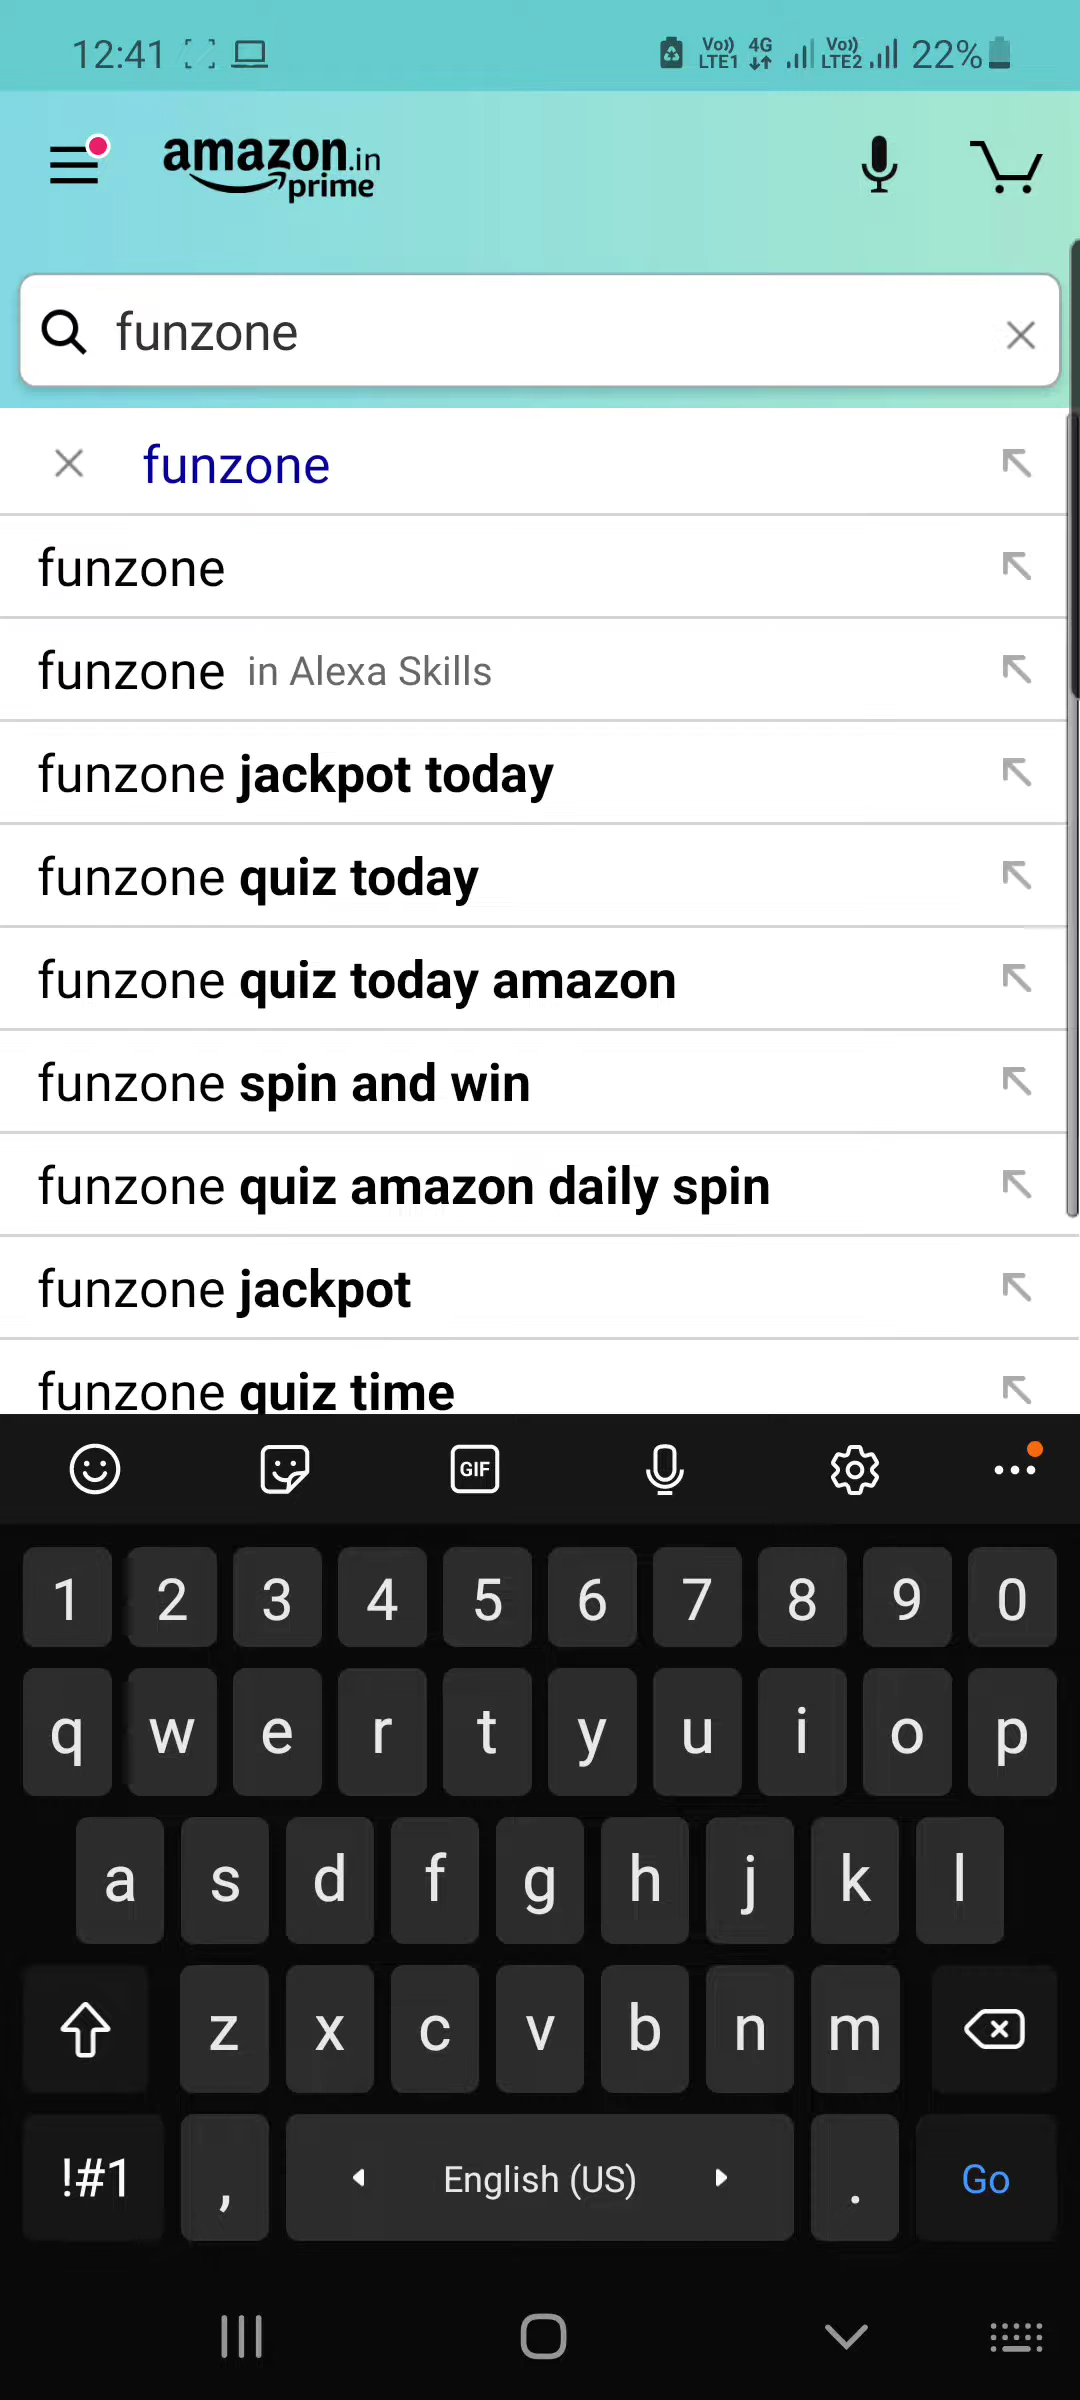 12:41 Vo)) LTE1 4G Vo)) LTE2 22%
amazon.in
prime
funzone
funzone
funzone
funzone in Alexa Skills
funzone jackpot today
funzone quiz today
funzone quiz today amazon
funzone spin and win
funzone quiz amazon daily spin
funzone jackpot
funzone quiz time
GIF
1 2 3 4 5 6 7 8 9 0
q w e r t y u i o p
a s d f g h j k l
z x c v b n m
!#1 , English (US) . Go